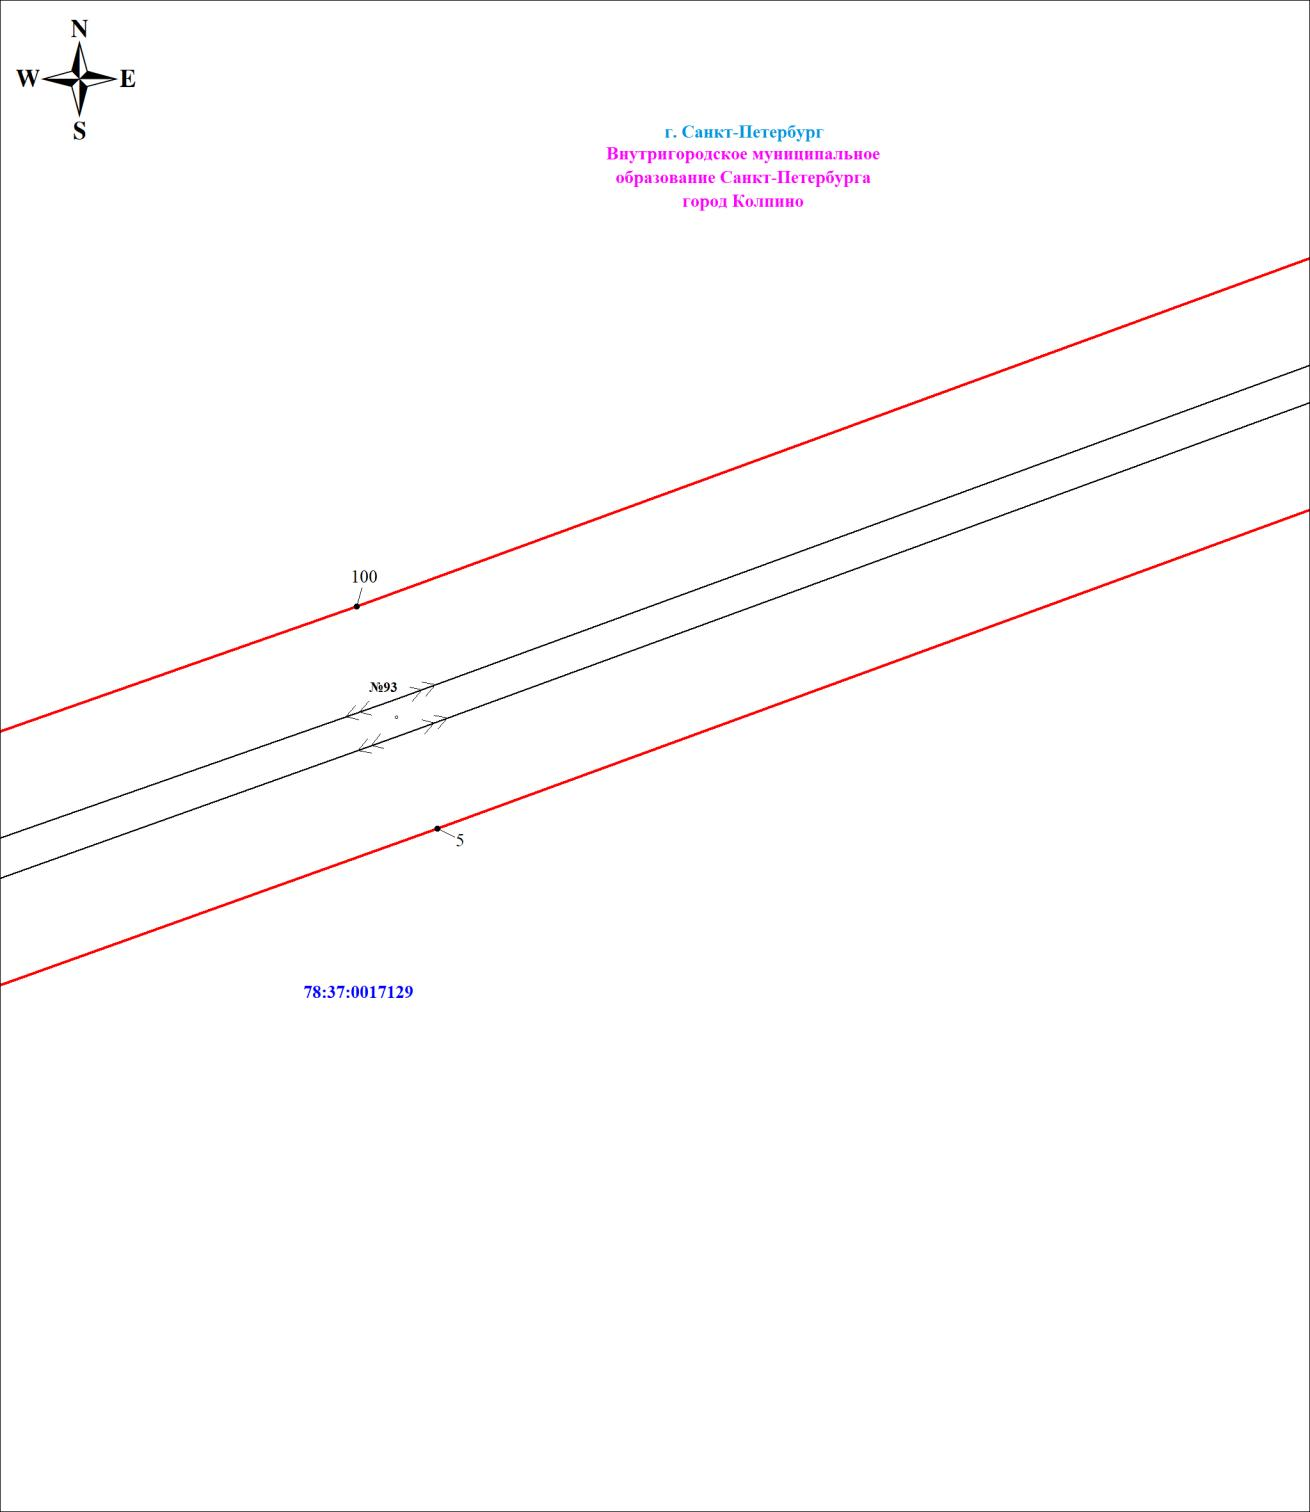 N
W E
S
г. Санкт-Петербург
Внутригородское муниципальное
образование Санкт-Петербурга
город Колпино
100
№93
5
78:37:0017129